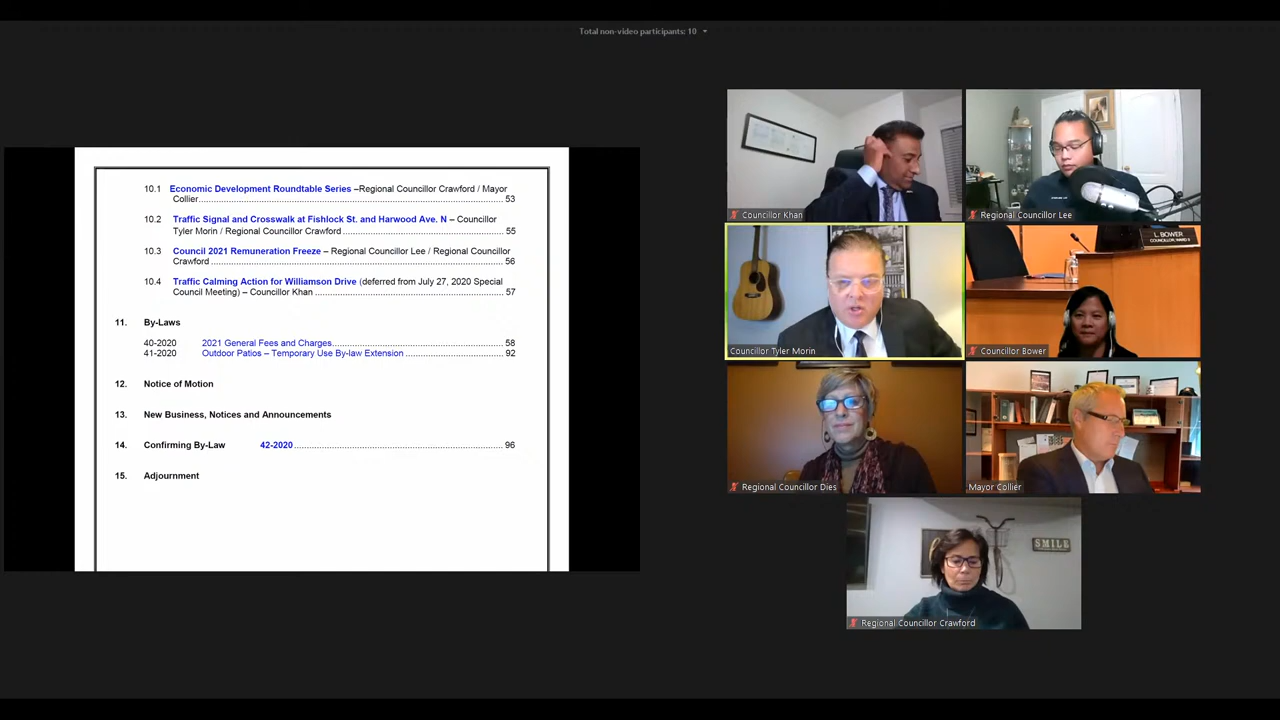 Total non-video participants: 10
10.1 Economic Development Roundtable Series –Regional Councillor Crawford / Mayor
Collier 53
10.2 Traffic Signal and Crosswalk at Fishlock St. and Harwood Ave. N – Councillor
Tyler Morin / Regional Councillor Crawford 55
10.3 Council 2021 Remuneration Freeze – Regional Councillor Lee / Regional Councillor
Crawford 56
10.4 Traffic Calming Action for Williamson Drive (deferred from July 27, 2020 Special
Council Meeting) – Councillor Khan 57
11. By-Laws
40-2020 2021 General Fees and Charges 58
41-2020 Outdoor Patios – Temporary Use By-law Extension 92
12. Notice of Motion
13. New Business, Notices and Announcements
14. Confirming By-Law 42-2020 96
15. Adjournment
Councillor Khan
Regional Councillor Lee
L. BOWER
COUNCILLOR, WARD 3
Councillor Tyler Morin
Councillor Bower
Regional Councillor Dies
Mayor Collier
SMILE
Regional Councillor Crawford